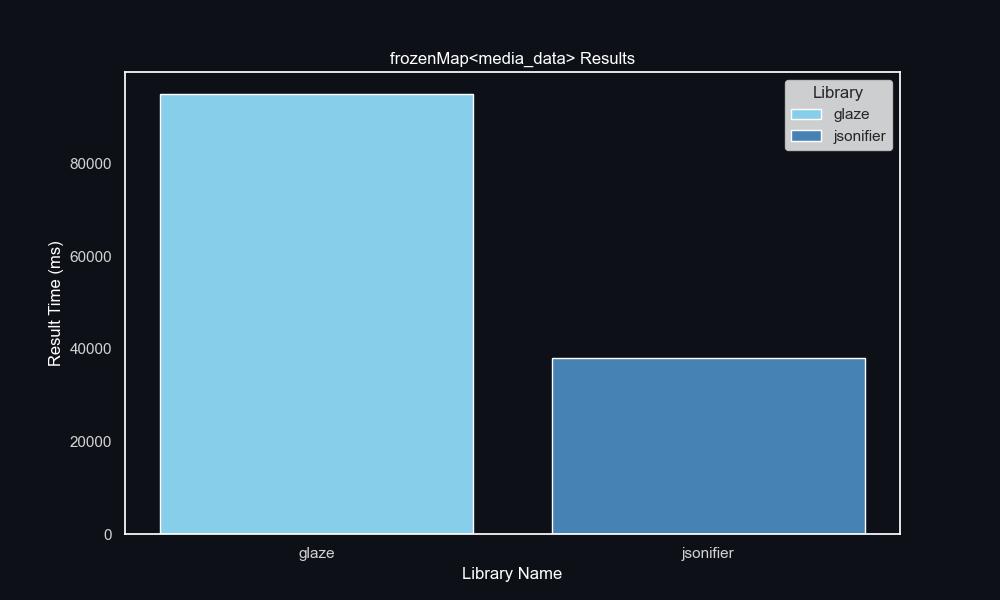 frozenMap<media_data> Results
Library
glaze
jsonifier
Result Time (ms)
80000
60000
40000
20000
0
glaze
jsonifier
Library Name